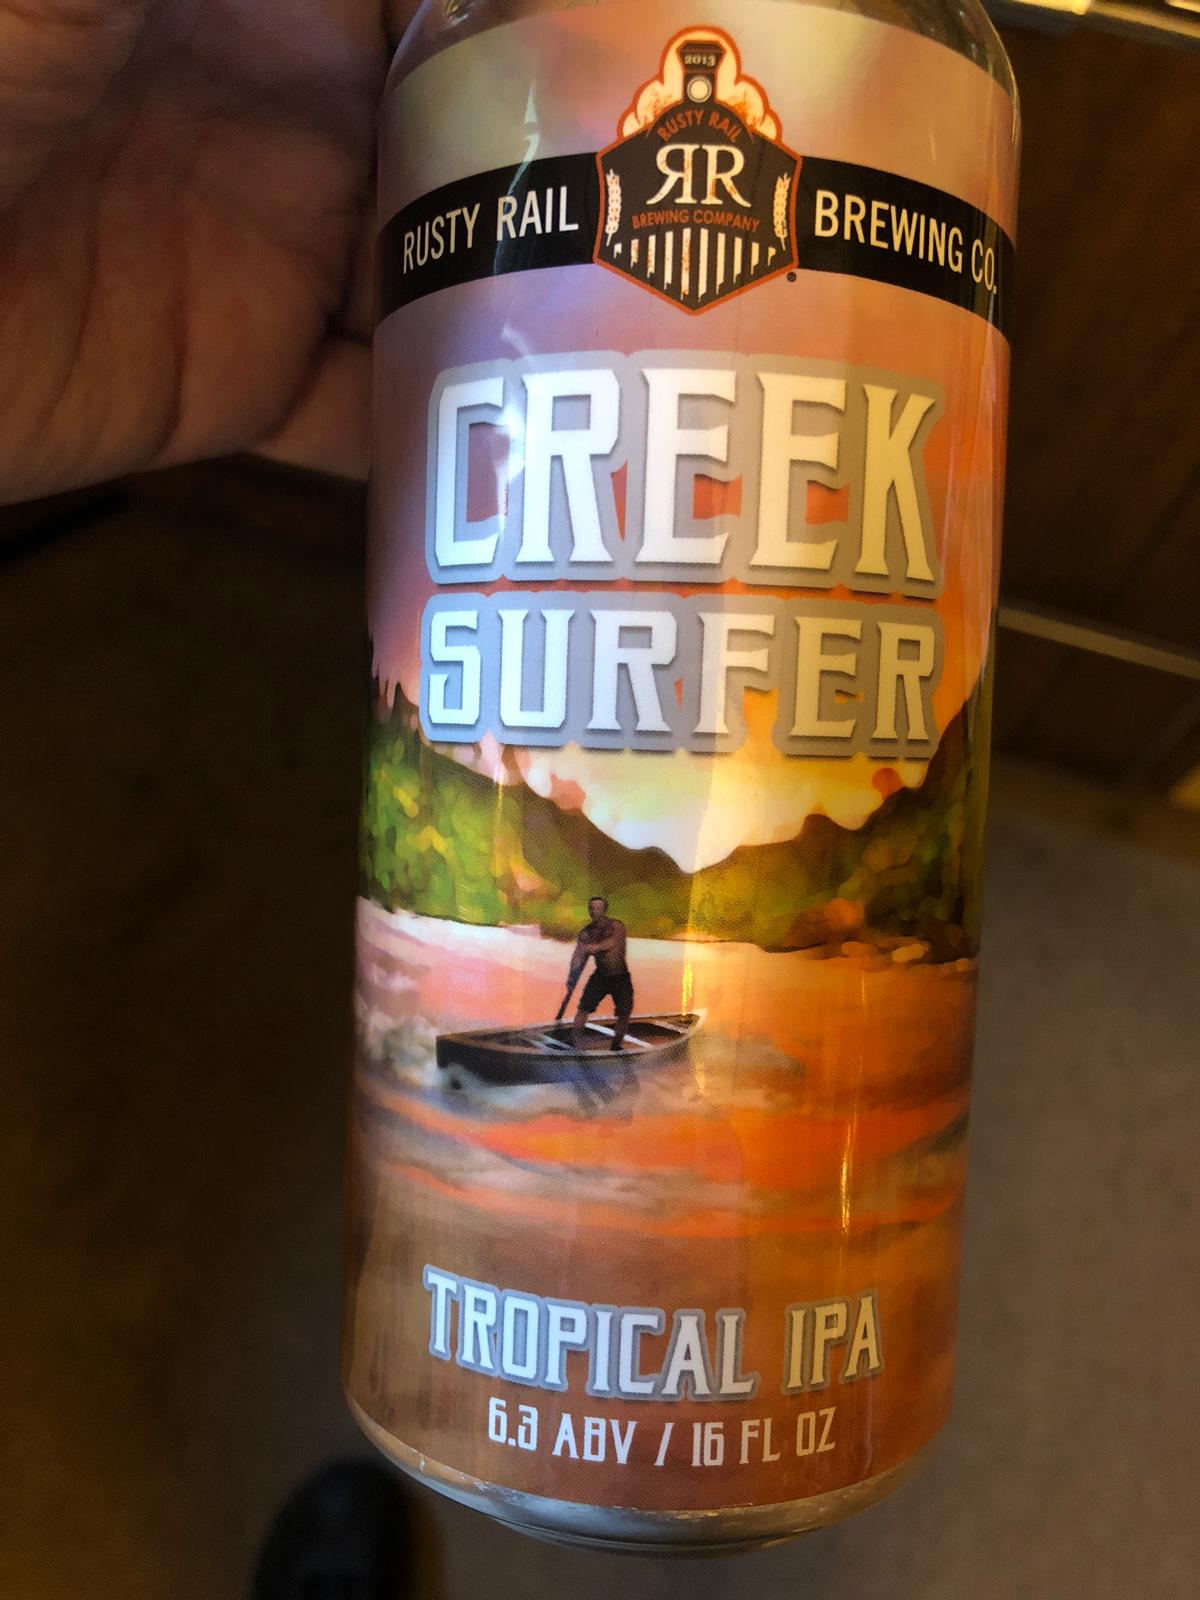 2013
RUSTY RAIL
RR
BREWING COMPANY
RUSTY RAIL BREWING CO.
CREEK
SURFER
TROPICAL IPA
6.3 ABV / 16 FL OZ